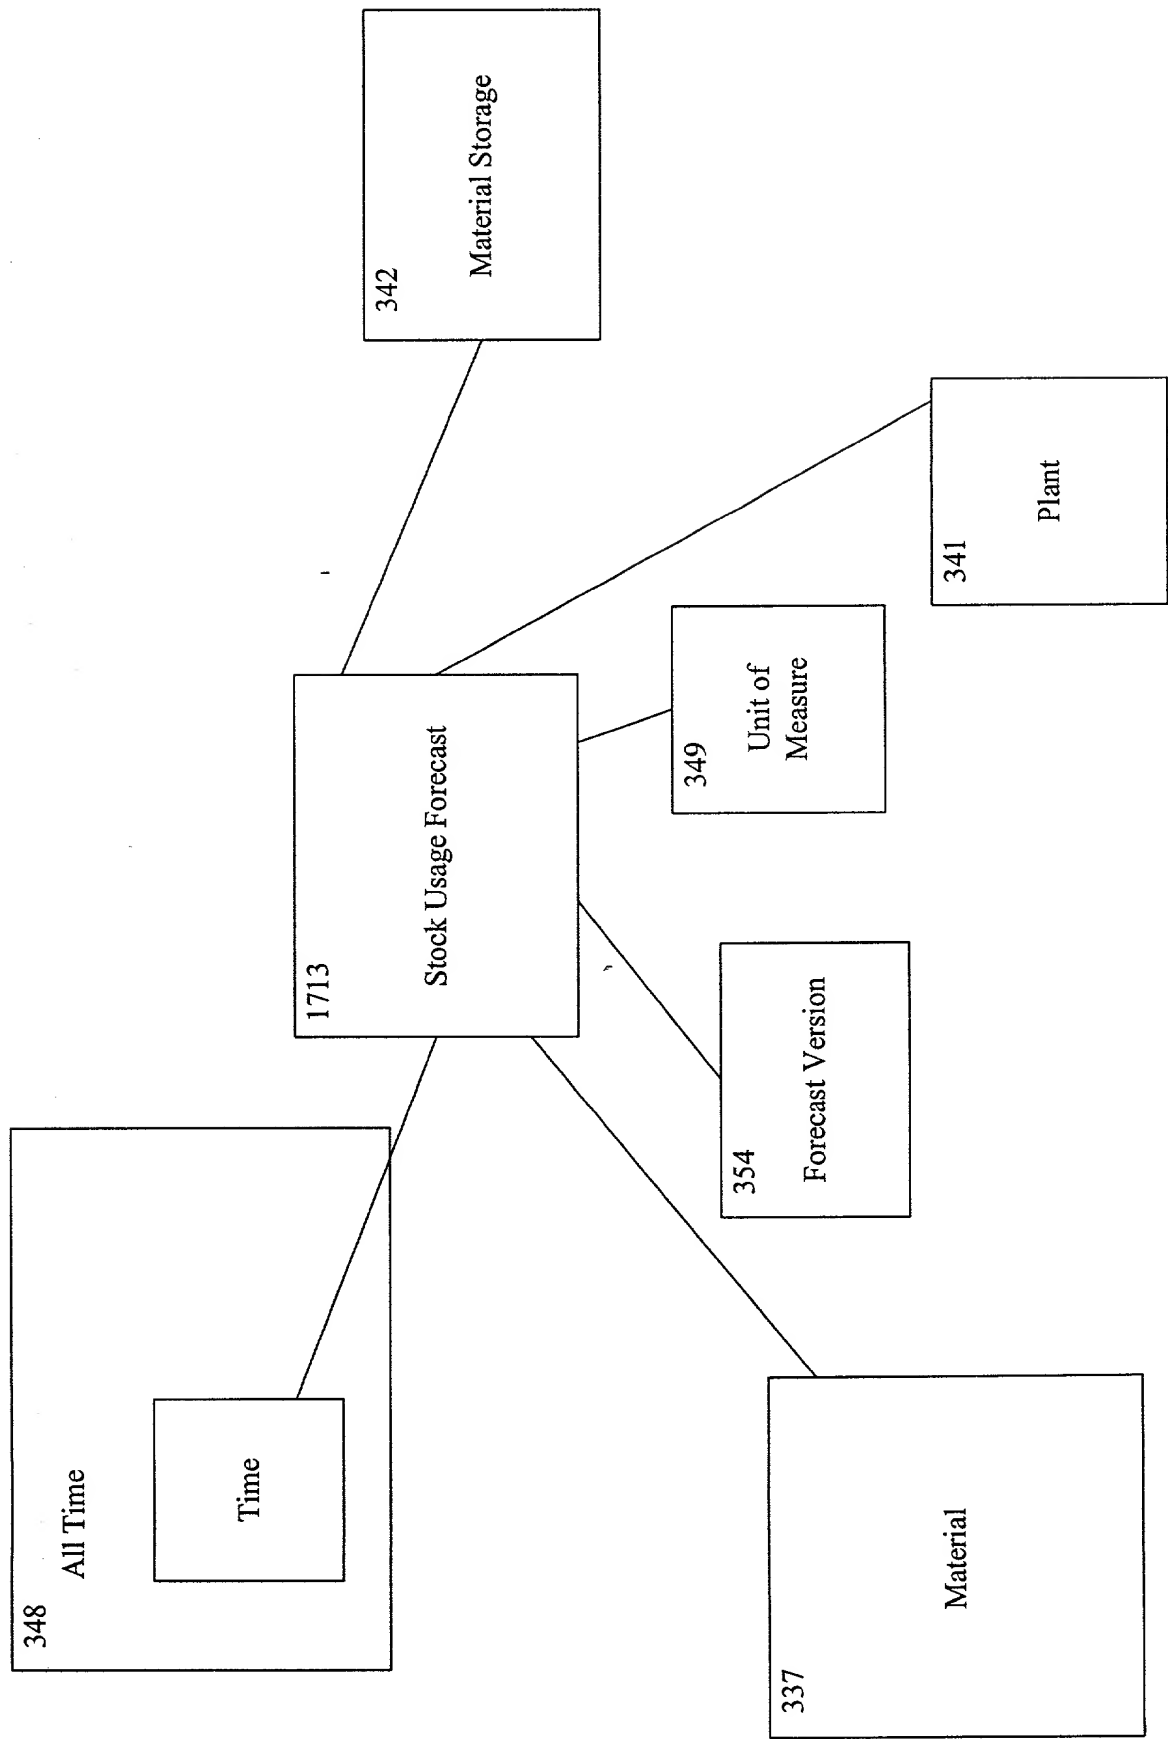 348
All Time
Time
1713
Stock Usage Forecast
342
Material Storage
337
Material
354
Forecast Version
349
Unit of
Measure
341
Plant